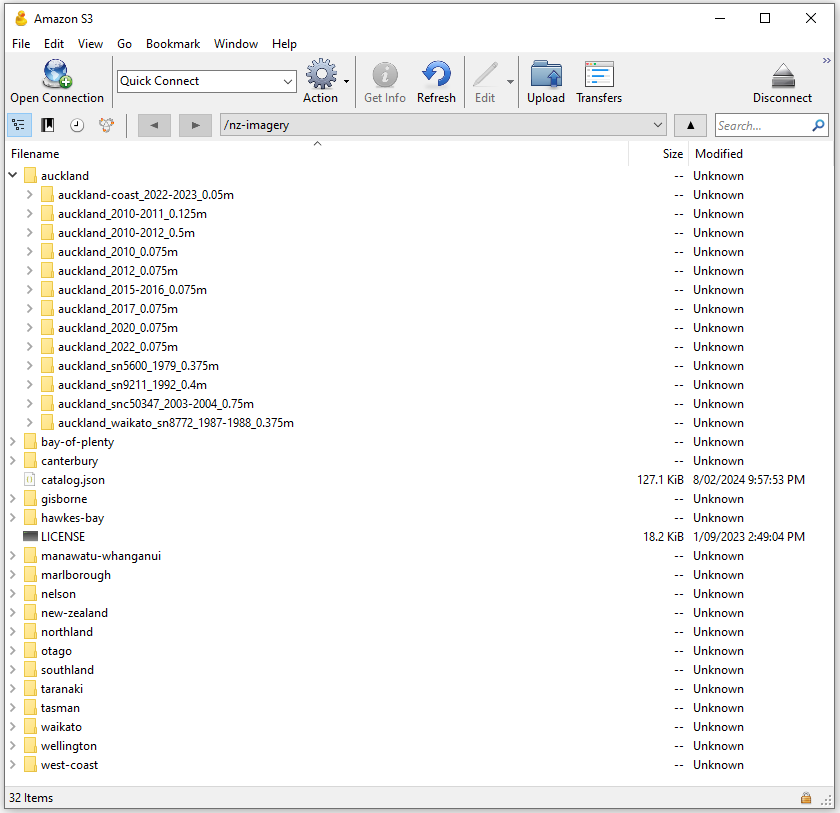 Amazon S3
File Edit View Go Bookmark Window Help
Open Connection Quick Connect Action Get Info Refresh Edit Upload Transfers Disconnect
/nz-imagery Search...
Filename Size Modified
auckland -- Unknown
auckland-coast_2022-2023_0.05m -- Unknown
auckland_2010-2011_0.125m -- Unknown
auckland_2010-2012_0.5m -- Unknown
auckland_2010_0.075m -- Unknown
auckland_2012_0.075m -- Unknown
auckland_2015-2016_0.075m -- Unknown
auckland_2017_0.075m -- Unknown
auckland_2020_0.075m -- Unknown
auckland_2022_0.075m -- Unknown
auckland_sn5600_1979_0.375m -- Unknown
auckland_sn9211_1992_0.4m -- Unknown
auckland_snc50347_2003-2004_0.75m -- Unknown
auckland_waikato_sn8772_1987-1988_0.375m -- Unknown
bay-of-plenty -- Unknown
canterbury -- Unknown
catalog.json 127.1 KiB 8/02/2024 9:57:53 PM
gisborne -- Unknown
hawkes-bay -- Unknown
LICENSE 18.2 KiB 1/09/2023 2:49:04 PM
manawatu-whanganui -- Unknown
marlborough -- Unknown
nelson -- Unknown
new-zealand -- Unknown
northland -- Unknown
otago -- Unknown
southland -- Unknown
taranaki -- Unknown
tasman -- Unknown
waikato -- Unknown
wellington -- Unknown
west-coast -- Unknown
32 Items